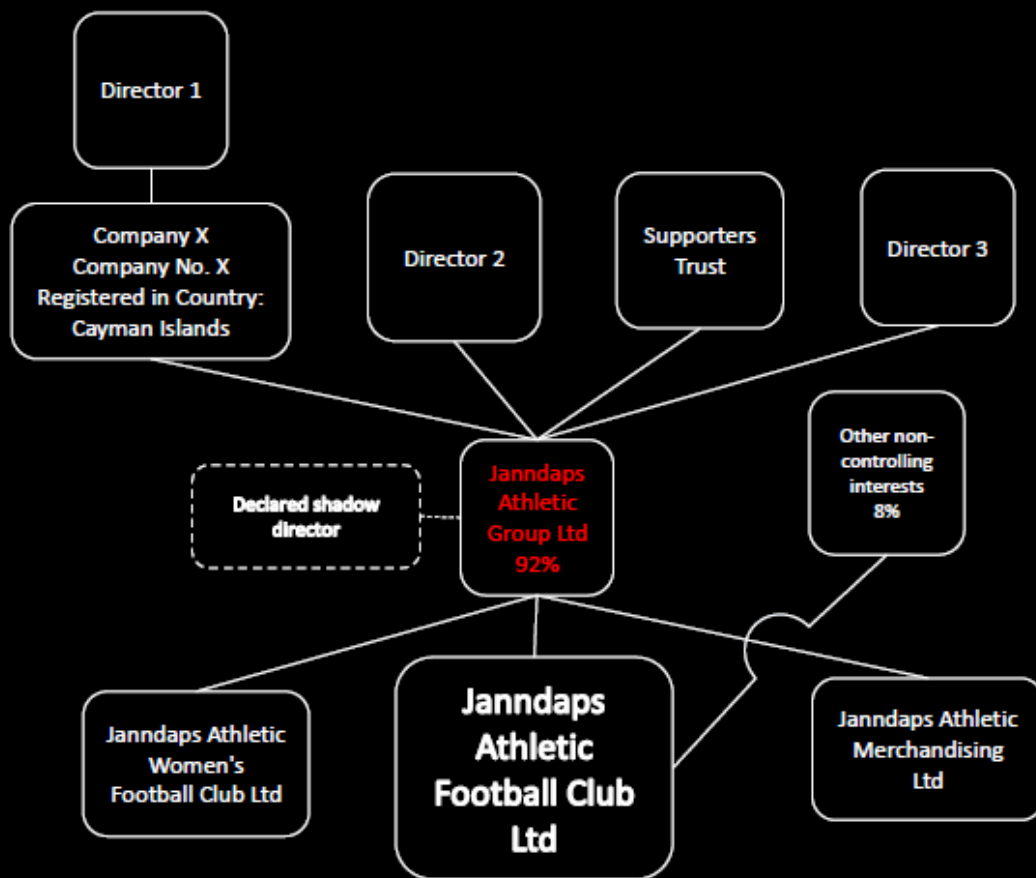 Director 1
Company X
Company No. X
Registered in Country:
Cayman Islands
Director 2
Supporters
Trust
Director 3
Declared shadow
director
Janndaps
Athletic
Group Ltd
92%
Other non-
controlling
interests
8%
Janndaps Athletic
Women's
Football Club Ltd
Janndaps
Athletic
Football Club
Ltd
Janndaps Athletic
Merchandising
Ltd